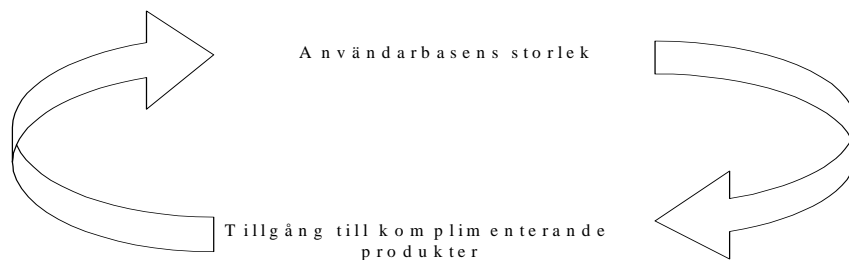 Användarbasens storlek
Tillgång till komplimenterande
produkter